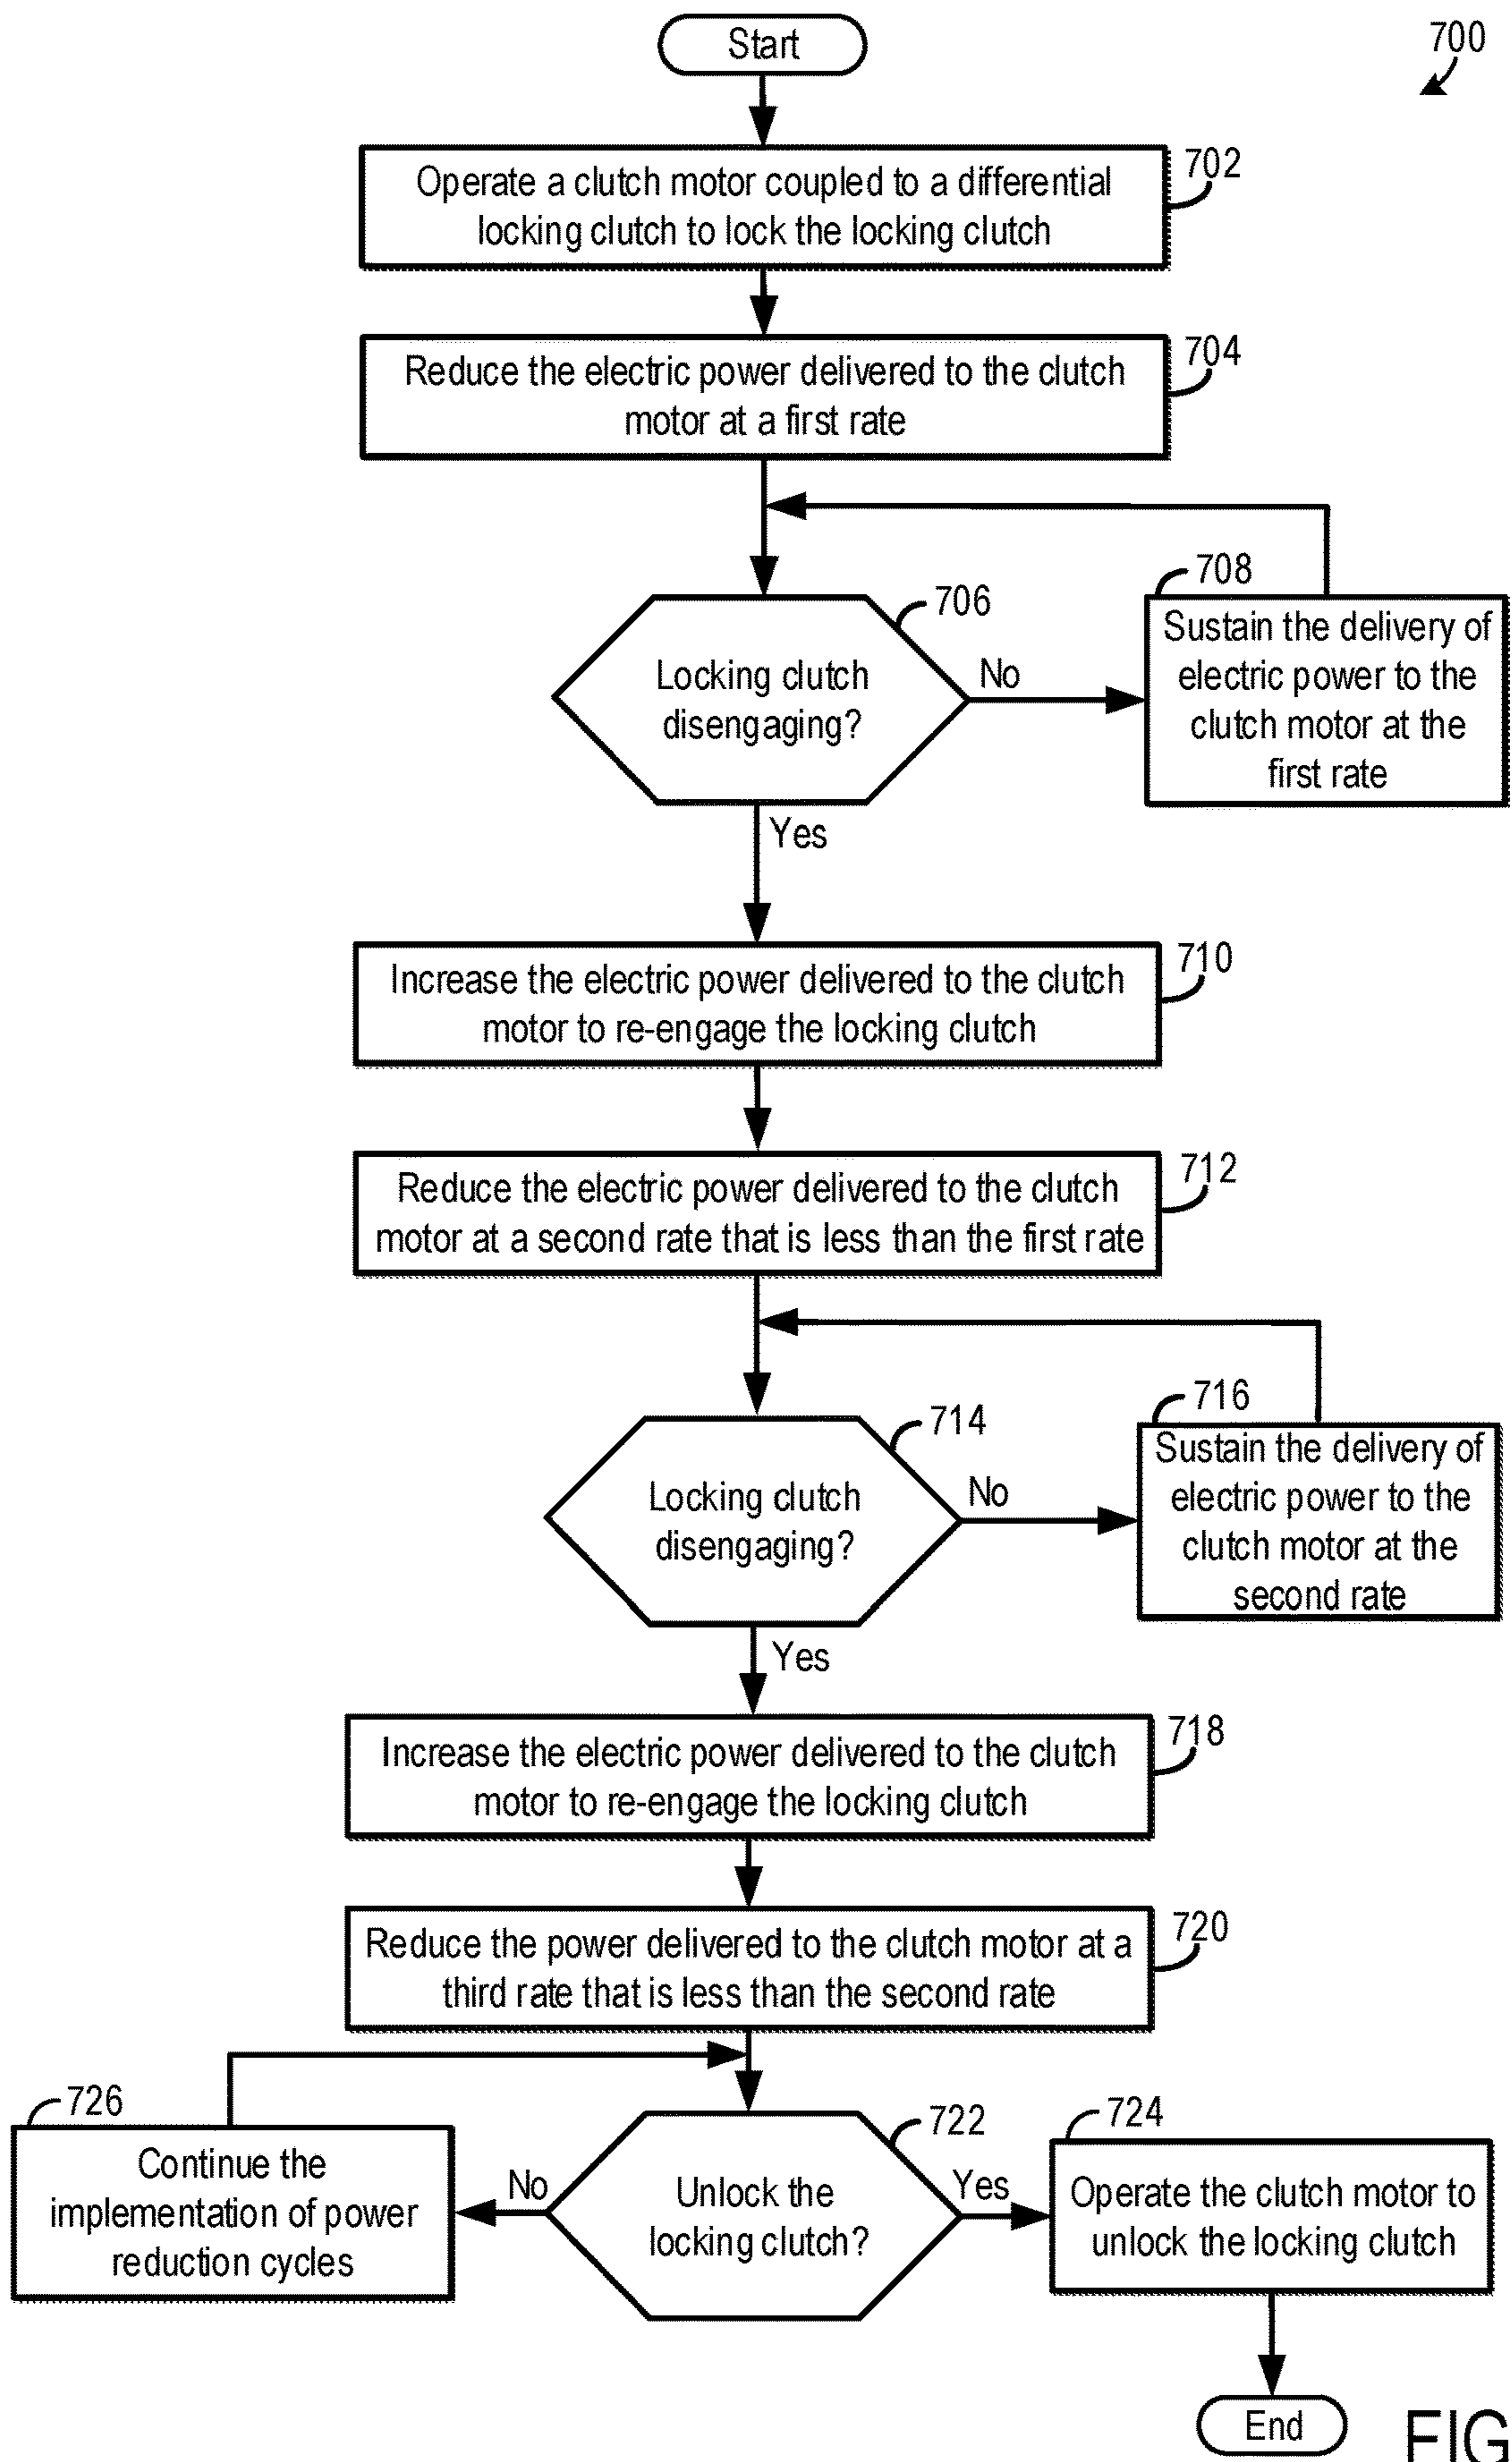 Start
700
Operate a clutch motor coupled to a differential
locking clutch to lock the locking clutch
702
Reduce the electric power delivered to the clutch
motor at a first rate
704
Locking clutch
disengaging?
706
No
708
Sustain the delivery of
electric power to the
clutch motor at the
first rate
Yes
Increase the electric power delivered to the clutch
motor to re-engage the locking clutch
710
Reduce the electric power delivered to the clutch
motor at a second rate that is less than the first rate
712
Locking clutch
disengaging?
714
No
716
Sustain the delivery of
electric power to the
clutch motor at the
second rate
Yes
Increase the electric power delivered to the clutch
motor to re-engage the locking clutch
718
Reduce the power delivered to the clutch motor at a
third rate that is less than the second rate
720
726
Continue the
implementation of power
reduction cycles
No
Unlock the
locking clutch?
722
Yes
724
Operate the clutch motor to
unlock the locking clutch
End
FIG